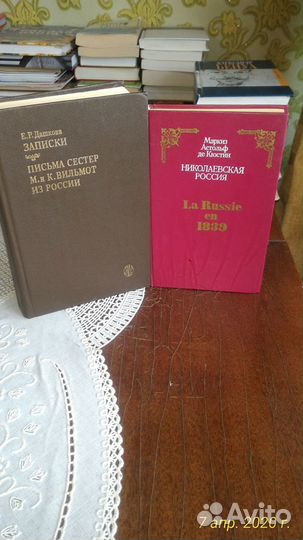 Е.Р. Дашкова
ЗАПИСКИ
ПИСЬМА СЕСТЕР
М. и К. ВИЛЬМОТ
ИЗ РОССИИ
Маркиз
Астольф
де Кюстин
НИКОЛАЕВСКАЯ
РОССИЯ
La Russie
en
1839
7 апр. 2020 г.
Avito